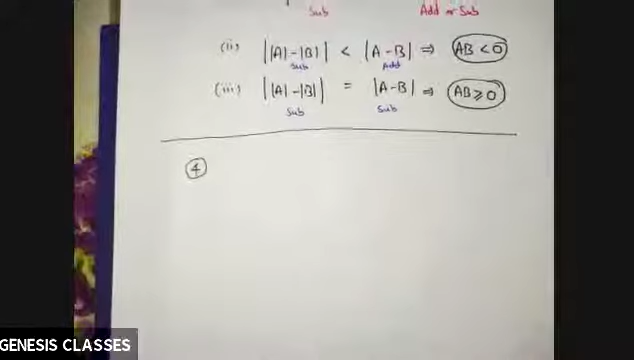 Sub Add or Sub
(ii) ||A|-|B|| < |A-B| ⇒ AB < 0
Sub Add
(iii) ||A|-|B|| = |A-B| ⇒ AB ≥ 0
Sub Sub
④
GENESIS CLASSES